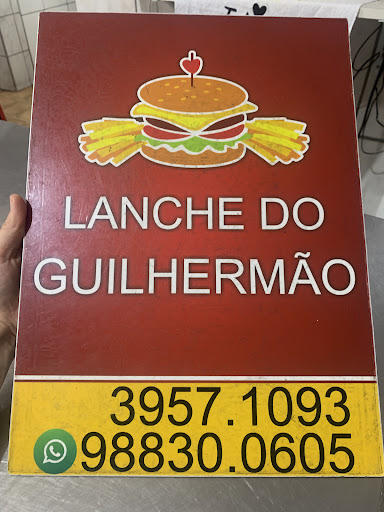 LANCHE DO
GUILHERMÃO
3957.1093
98830.0605